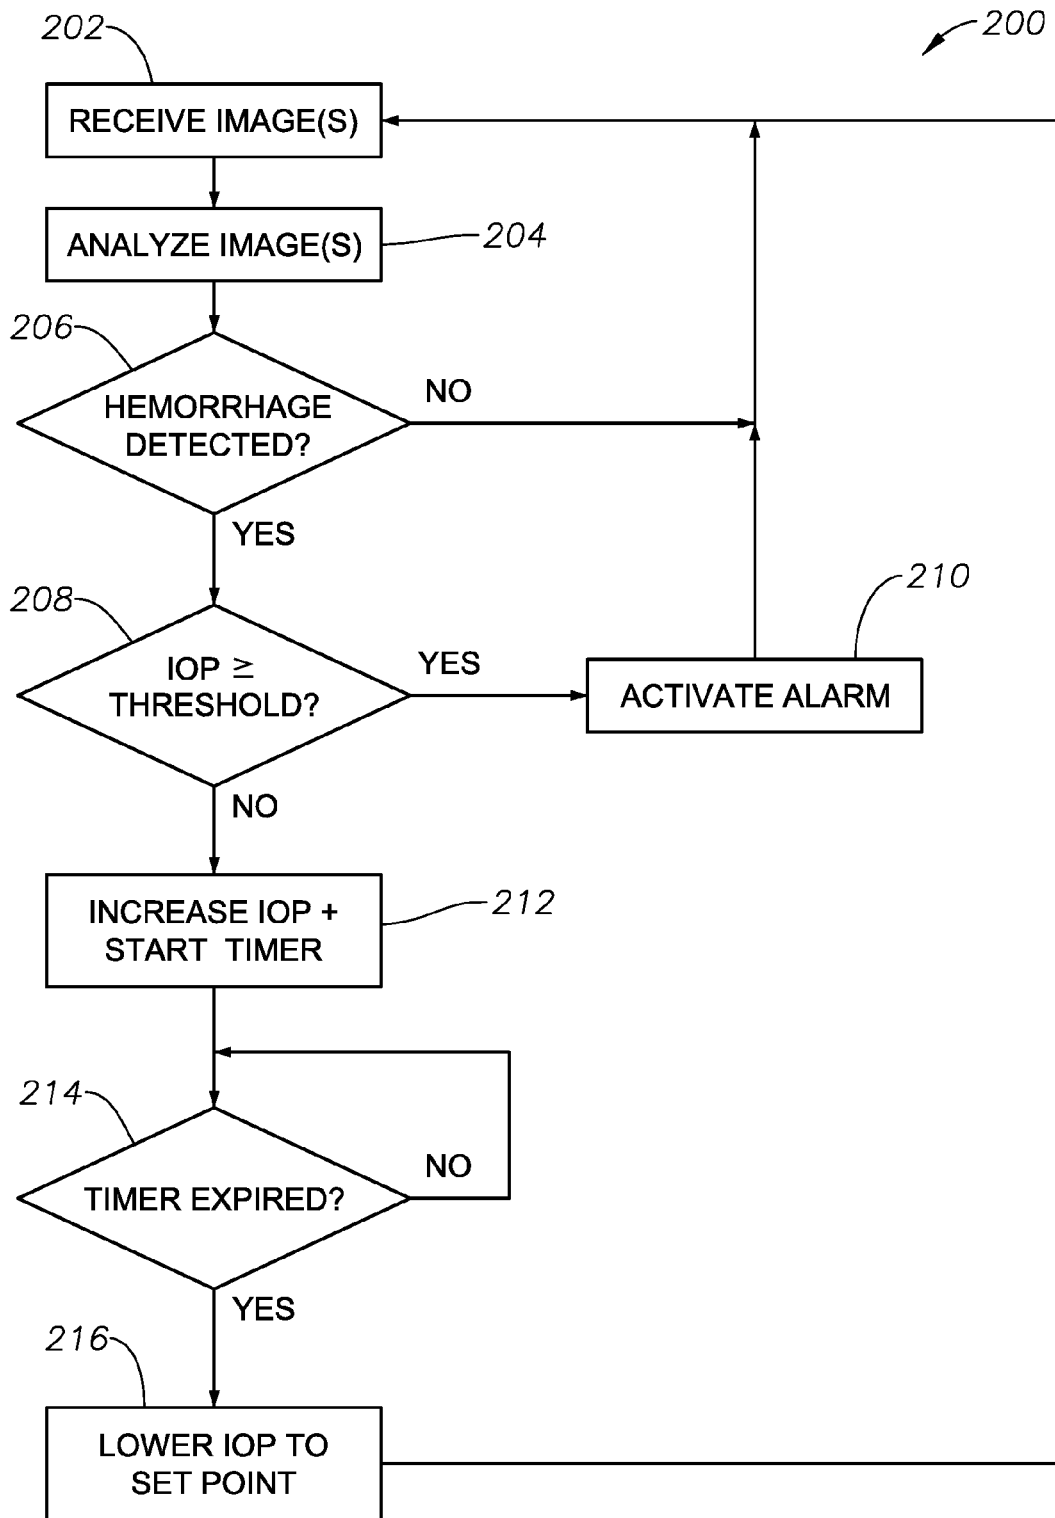 202
200
RECEIVE IMAGE(S)
ANALYZE IMAGE(S)
204
206
HEMORRHAGE
DETECTED?
NO
YES
208
IOP ≥
THRESHOLD?
YES
210
ACTIVATE ALARM
NO
INCREASE IOP +
START TIMER
212
214
TIMER EXPIRED?
NO
YES
216
LOWER IOP TO
SET POINT